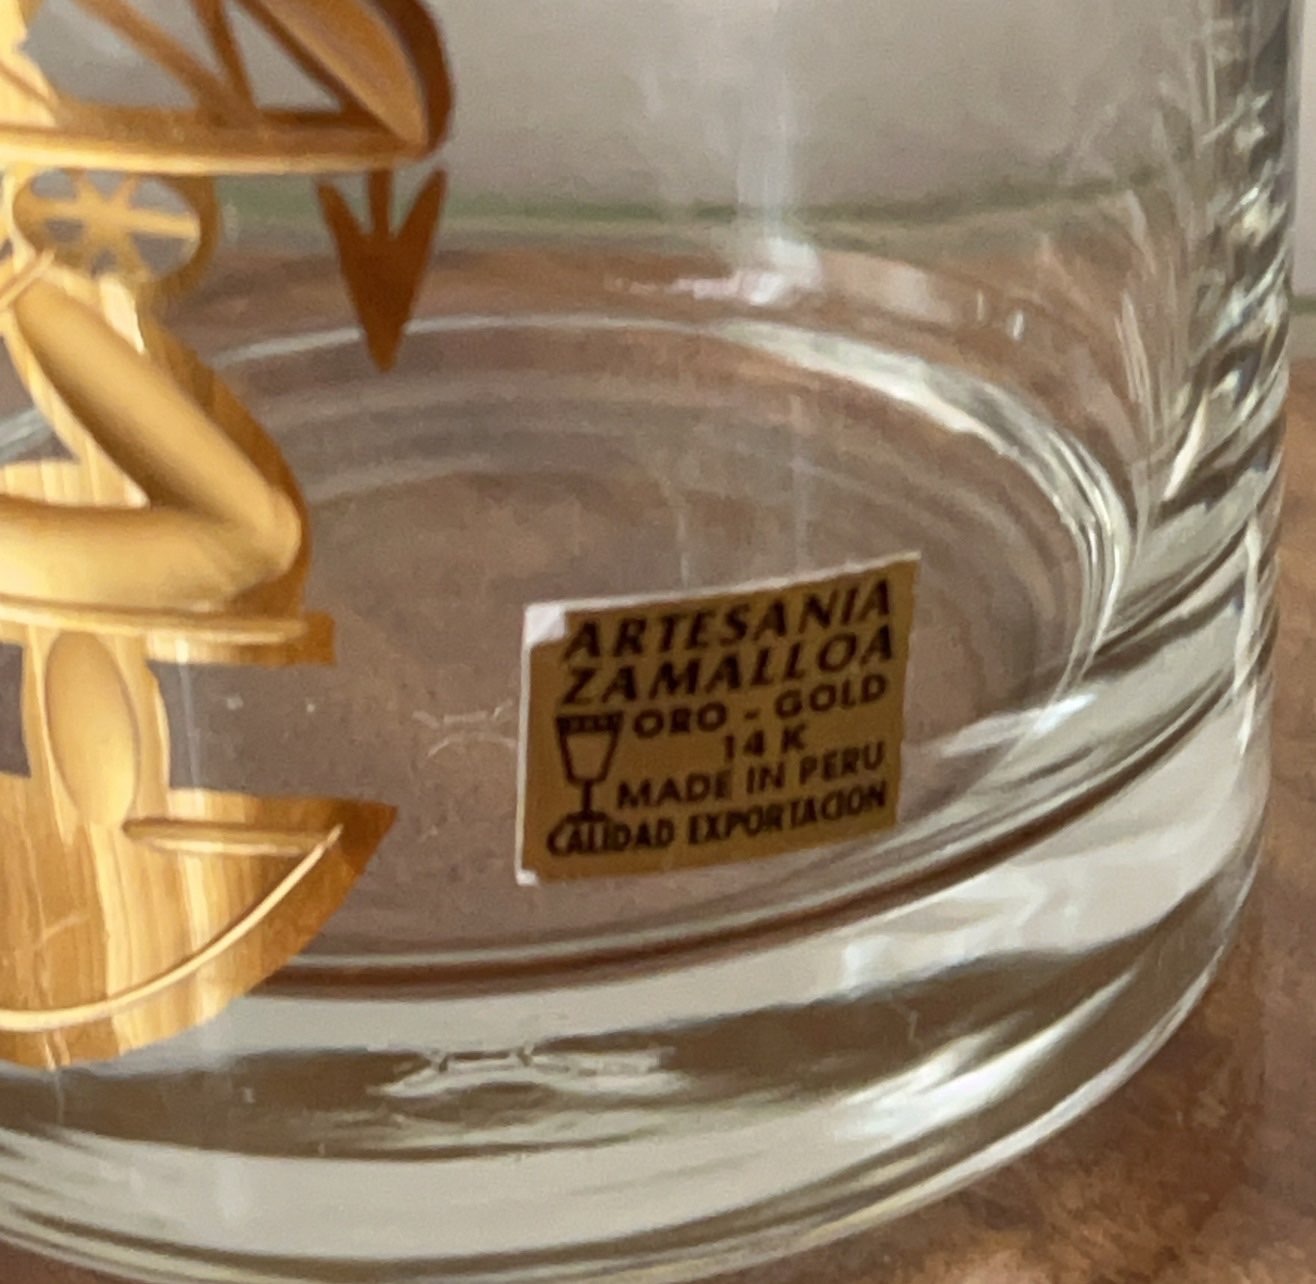 ARTESANIA
ZAMALLOA
ORO - GOLD
14 K
MADE IN PERU
CALIDAD EXPORTACION